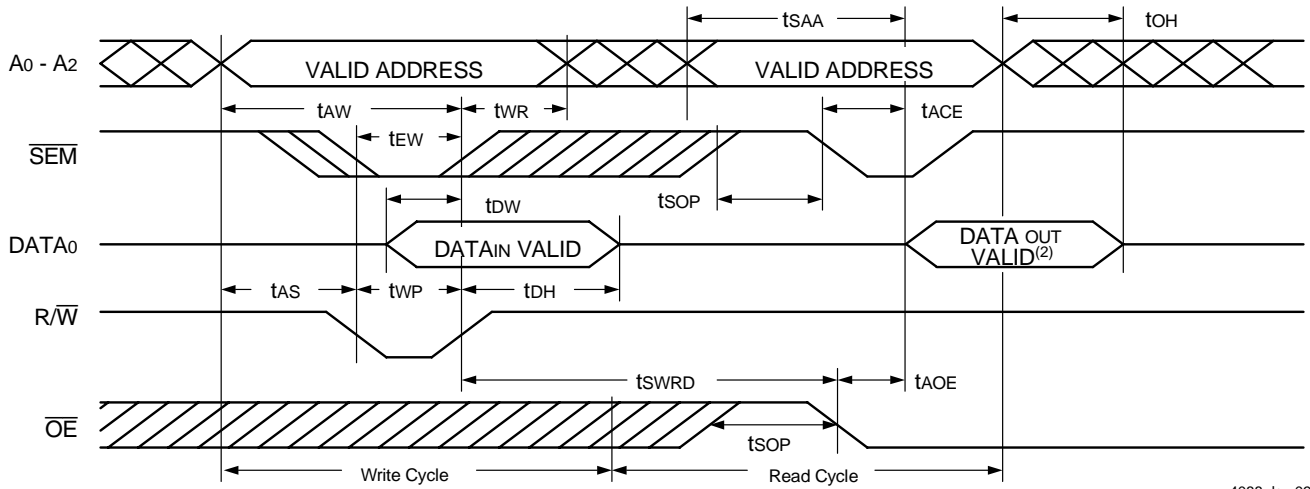 tSAA
tOH
A0 - A2
VALID ADDRESS
VALID ADDRESS
tAW
tWR
tACE
tEW
SEM
tSOP
tDW
DATA0
DATAIN VALID
DATA OUT
VALID(2)
tAS
tWP
tDH
R/W
tSWRD
tAOE
OE
tSOP
Write Cycle
Read Cycle